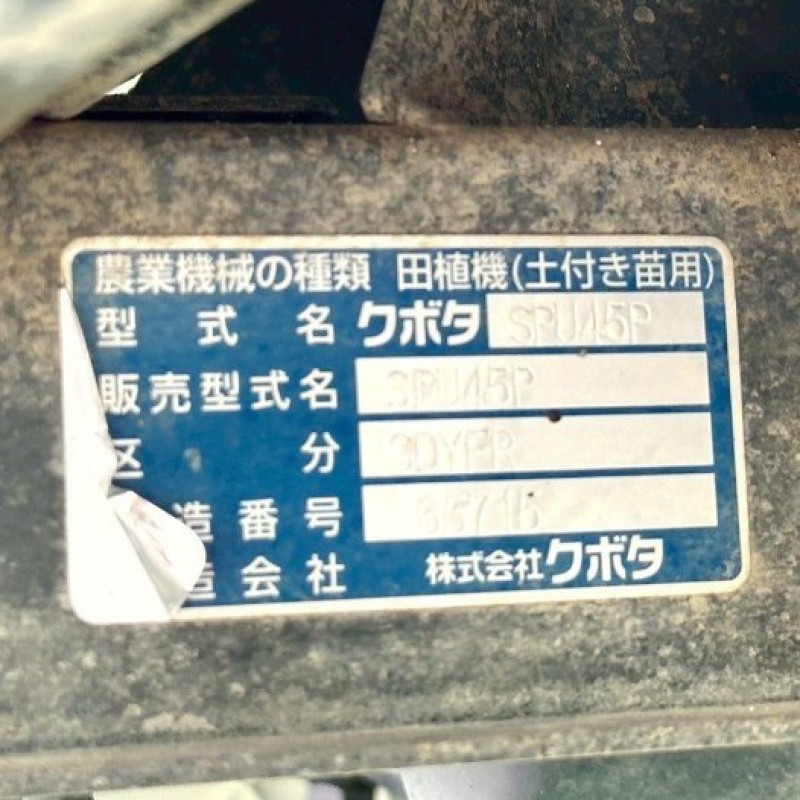 農業機械の種類 田植機(土付き苗用)
型式名 クボタ SPU45P
販売型式名 SPU45P
区分
造番号
造会社 株式会社クボタ